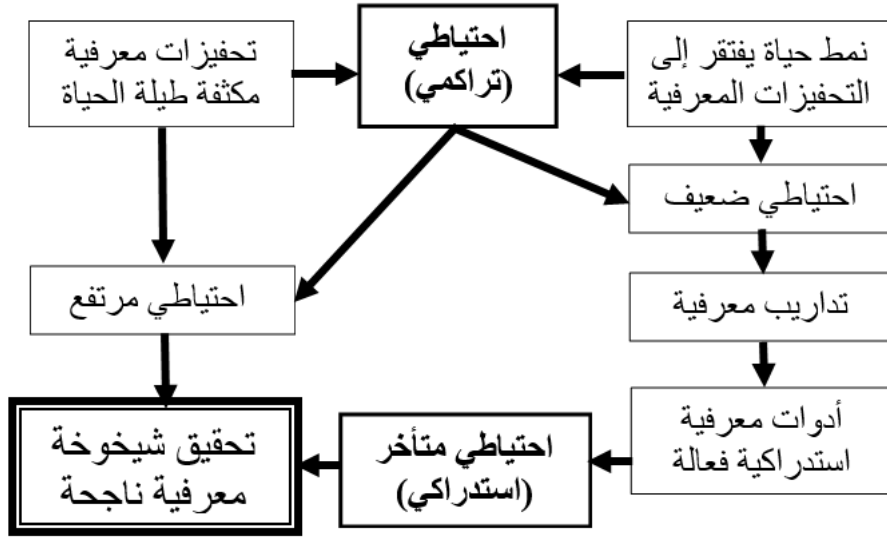 نمط حياة يفتقر إلى
التحفيزات المعرفية
احتياطي
(تراكمي)
تحفيزات معرفية
مكثفة طيلة الحياة
احتياطي ضعيف
تداريب معرفية
احتياطي مرتفع
أدوات معرفية
استدراكية فعالة
احتياطي متأخر
(استدراكي)
تحقيق شيخوخة
معرفية ناجحة